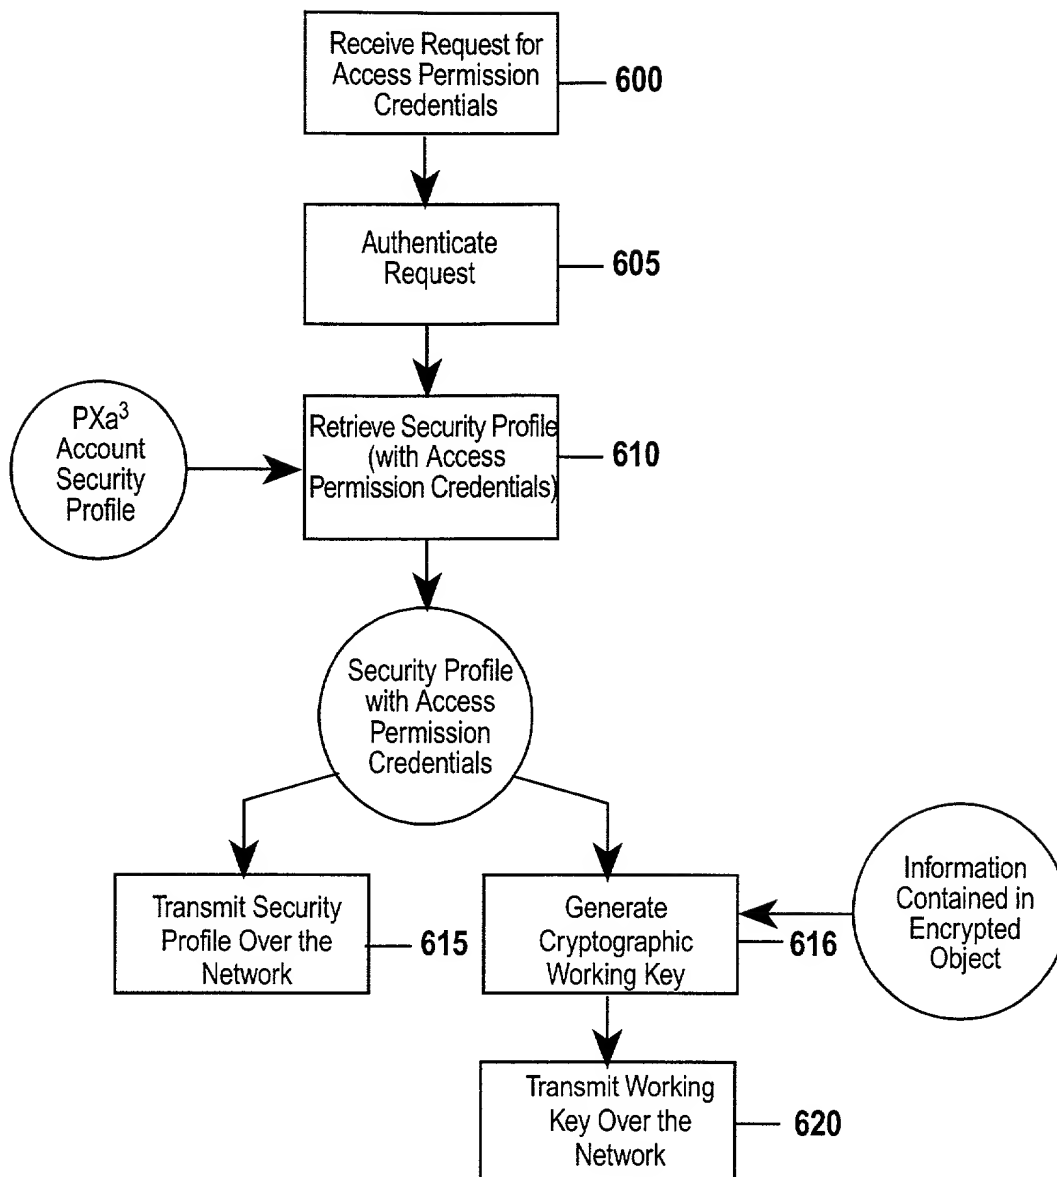 Receive Request for
Access Permission
Credentials
600
Authenticate
Request
605
PXa³
Account
Security
Profile
Retrieve Security Profile
(with Access
Permission Credentials)
610
Security Profile
with Access
Permission
Credentials
Transmit Security
Profile Over the
Network
615
Generate
Cryptographic
Working Key
616
Information
Contained in
Encrypted
Object
Transmit Working
Key Over the
Network
620